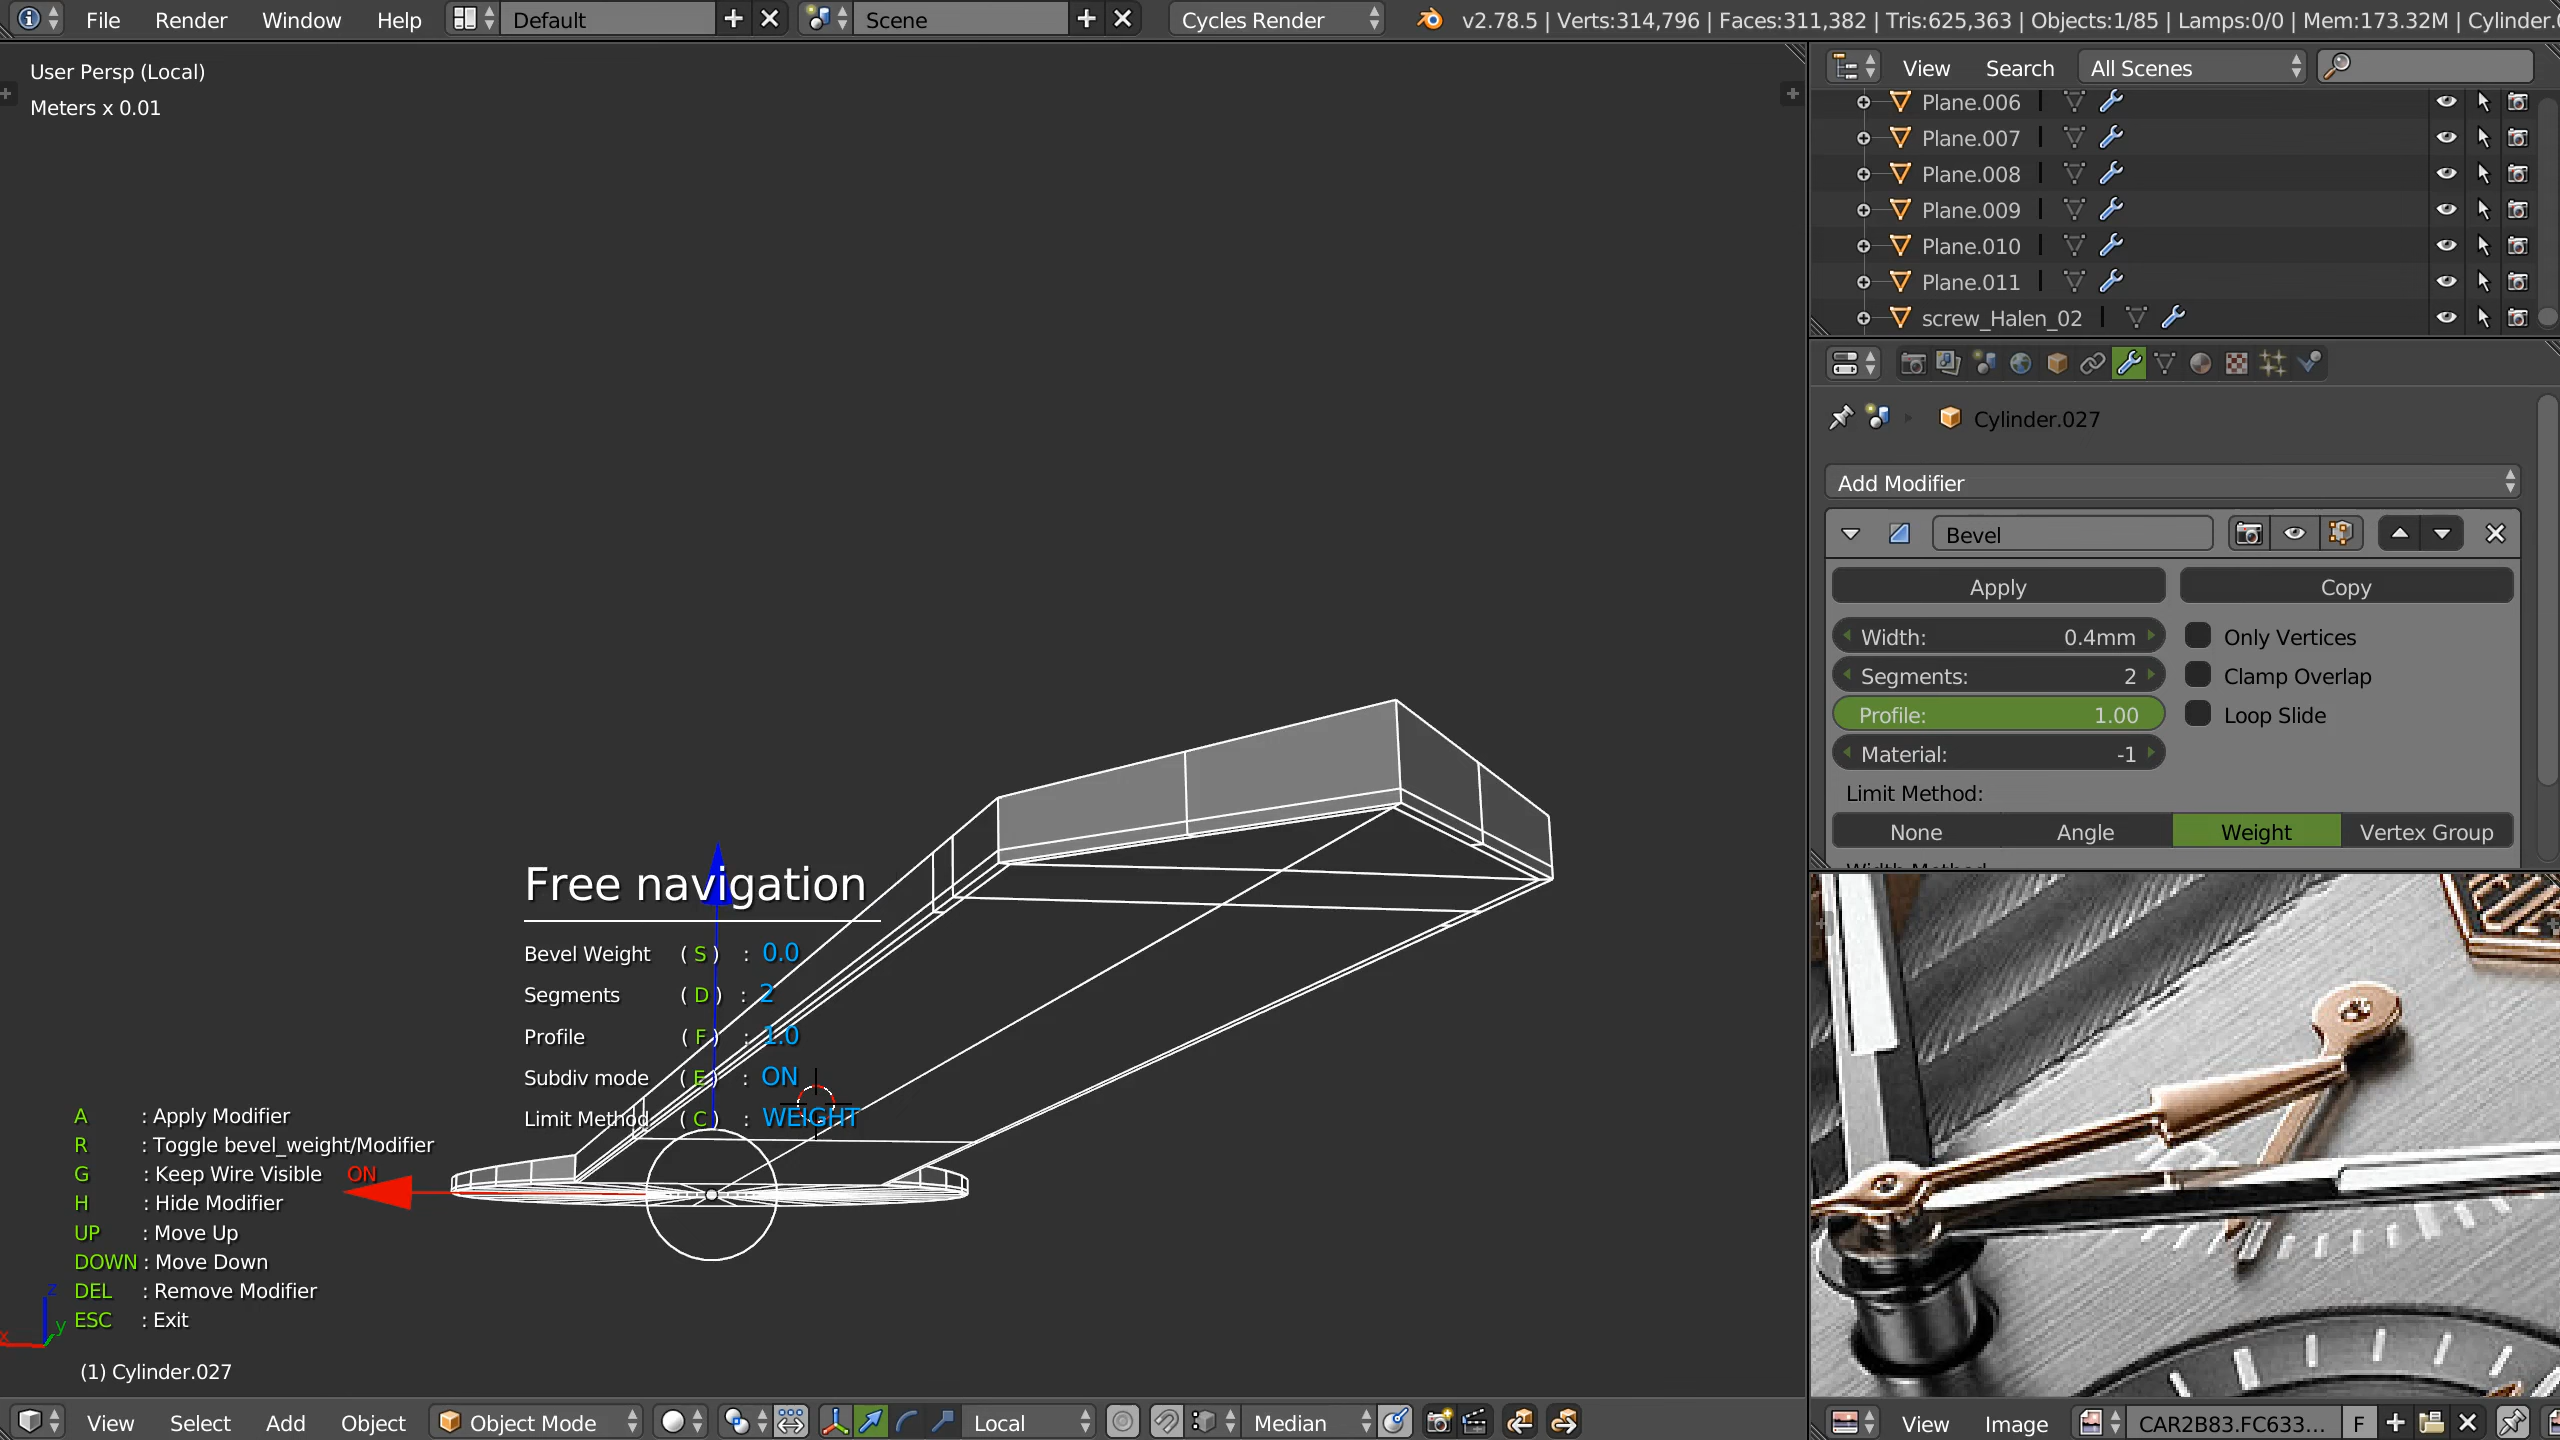 File Render Window Help Default Scene Cycles Render v2.78.5 | Verts:314,796 | Faces:311,382 | Tris:625,363 | Objects:1/85 | Lamps:0/0 | Mem:173.32M | Cylinder.
User Persp (Local)
Meters x 0.01
View Search All Scenes
Plane.006
Plane.007
Plane.008
Plane.009
Plane.010
Plane.011
screw_Halen_02
Cylinder.027
Add Modifier
Bevel
Apply Copy
Width: 0.4mm Only Vertices
Segments: 2 Clamp Overlap
Profile: 1.00 Loop Slide
Material: -1
Limit Method:
None Angle Weight Vertex Group
Free navigation
Bevel Weight ( S ) : 0.0
Segments ( D ) : 2
Profile ( F ) : 1.0
Subdiv mode ( E ) : ON
Limit Method ( C ) : WEIGHT
A : Apply Modifier
R : Toggle bevel_weight/Modifier
G : Keep Wire Visible ON
H : Hide Modifier
UP : Move Up
DOWN : Move Down
DEL : Remove Modifier
ESC : Exit
z
y
x
(1) Cylinder.027
View Select Add Object Object Mode Local Median
View Image CAR2B83.FC633... F